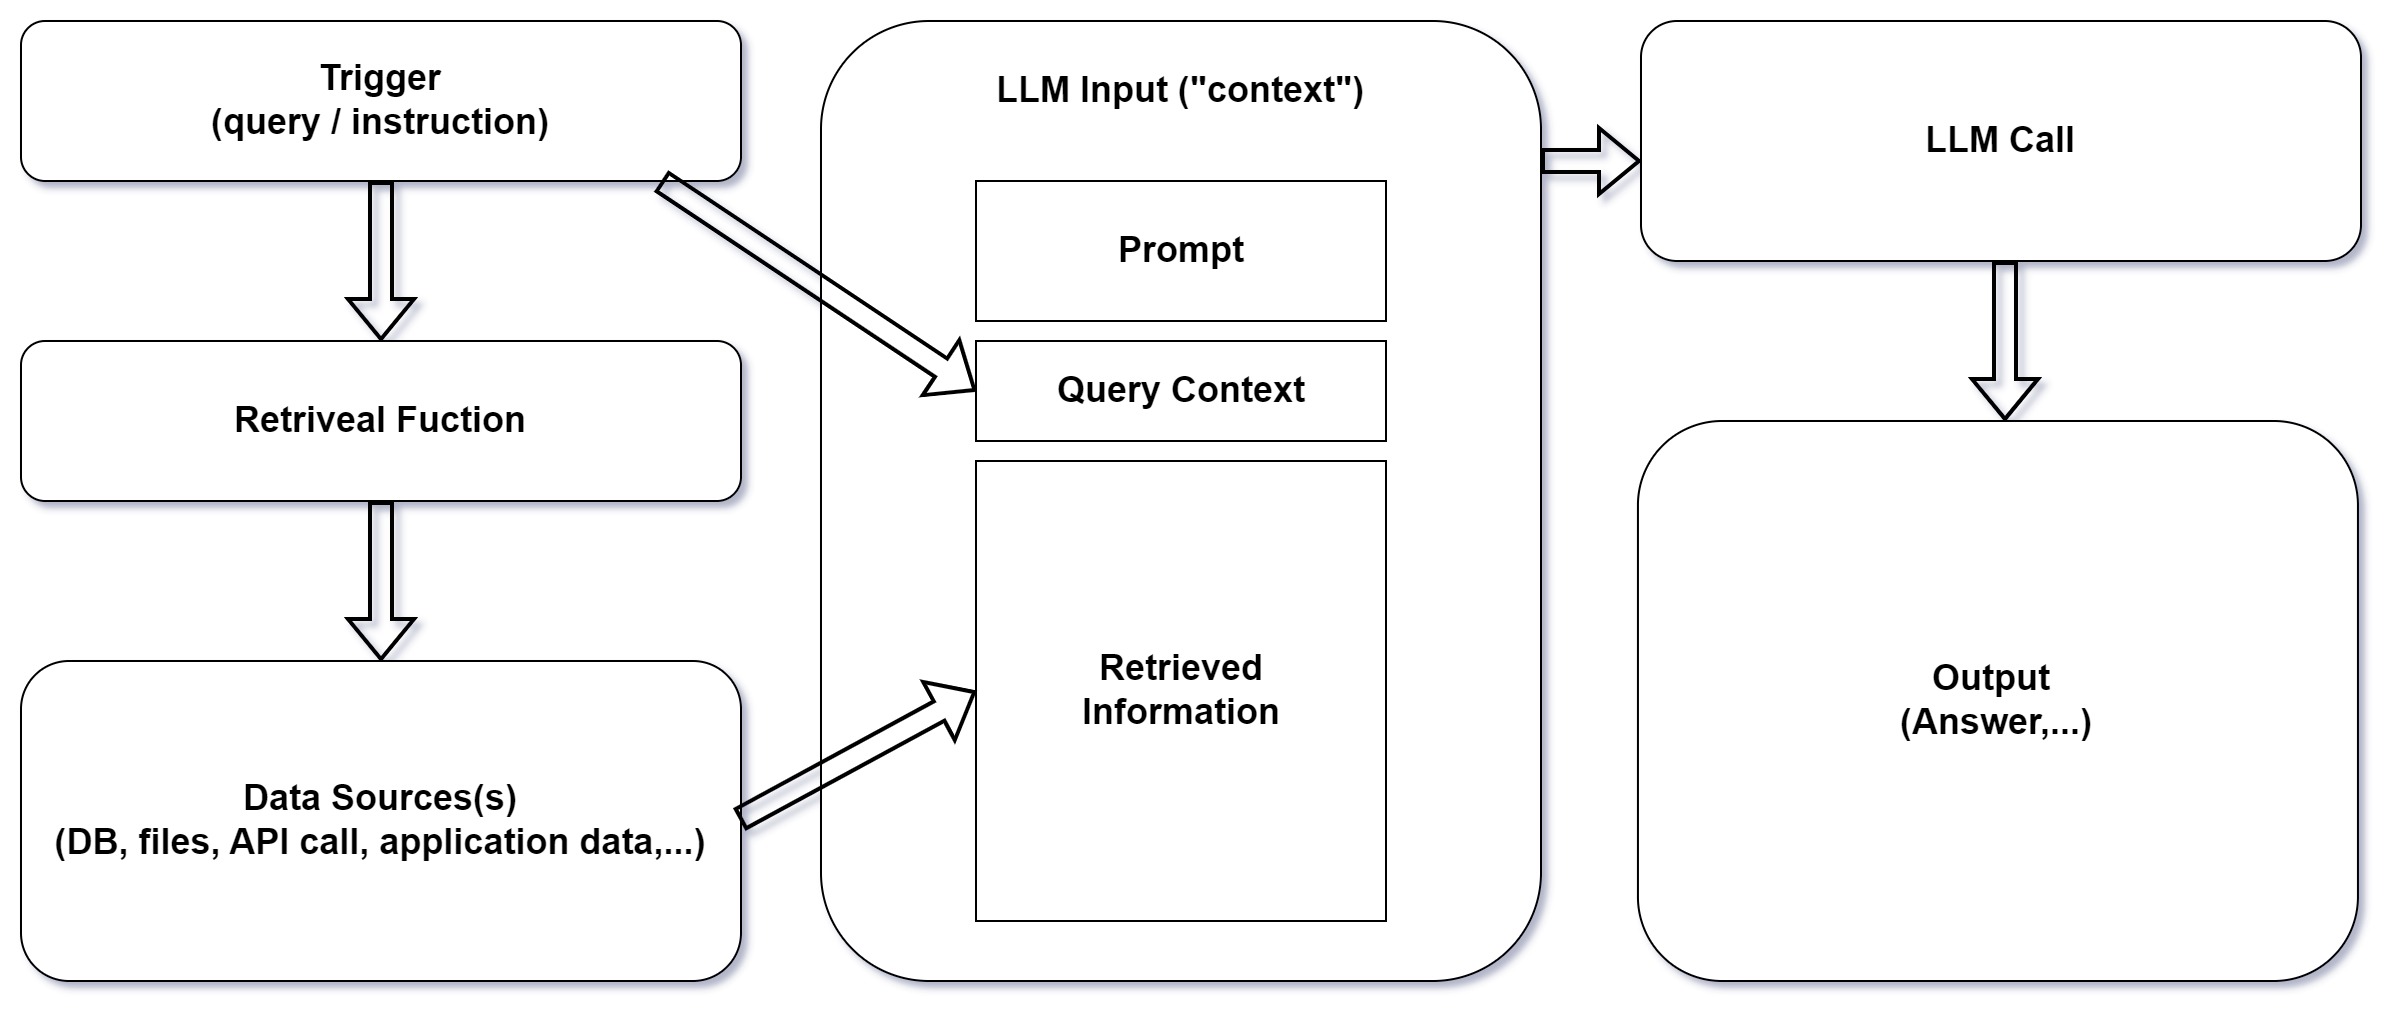 Trigger
(query / instruction)
Retriveal Fuction
Data Sources(s)
(DB, files, API call, application data,...)
LLM Input ("context")
Prompt
Query Context
Retrieved
Information
LLM Call
Output
(Answer,...)